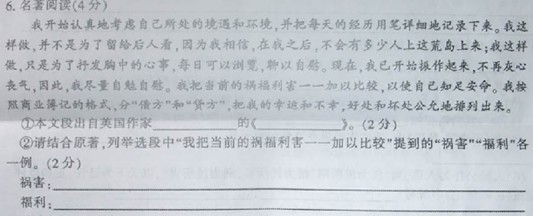 6. 名著阅读(4分)
我开始认真地考虑自己所处的境遇和环境,并把每天的经历用笔详细地记录下来。我这
样做,并不是为了留给后人看,因为我相信,在我之后,不会有多少人上这荒岛上来;我这样
做,只是为了抒发胸中的心事,每日可以浏览,聊以自慰。现在,我已开始振作起来,不再灰心
丧气,因此,我尽量自勉自慰。我把当前的祸福利害一一加以比较,以使自己知足安命。我按
照商业簿记的格式,分“借方”和“贷方”,把我的幸运和不幸,好处和坏处公允地排列出来。
①本文段出自英国作家____________的《____________》。(2分)
②请结合原著,列举选段中“我把当前的祸福利害一一加以比较”提到的“祸害”“福利”各
一例。(2分)
祸害:____________
福利:____________